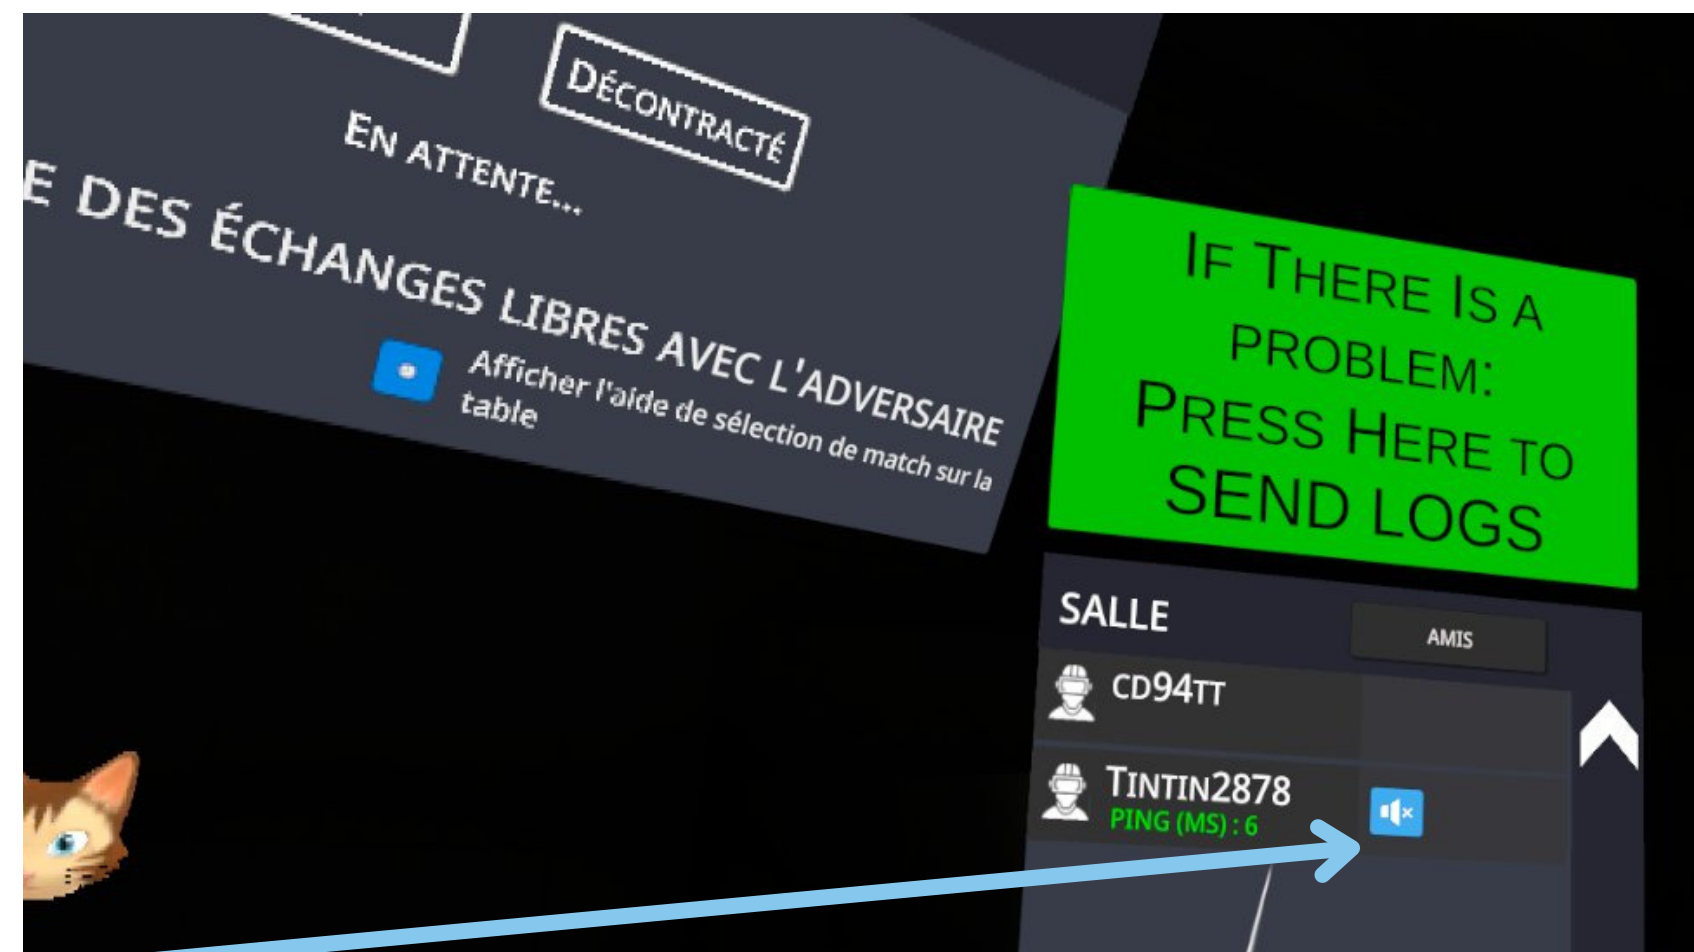 DÉCONTRACTÉ
EN ATTENTE...
E DES ÉCHANGES LIBRES AVEC L'ADVERSAIRE
Afficher l'aide de sélection de match sur la
table
IF THERE IS A
PROBLEM:
PRESS HERE TO
SEND LOGS
SALLE
AMIS
CD94TT
TINTIN2878
PING (MS) : 6